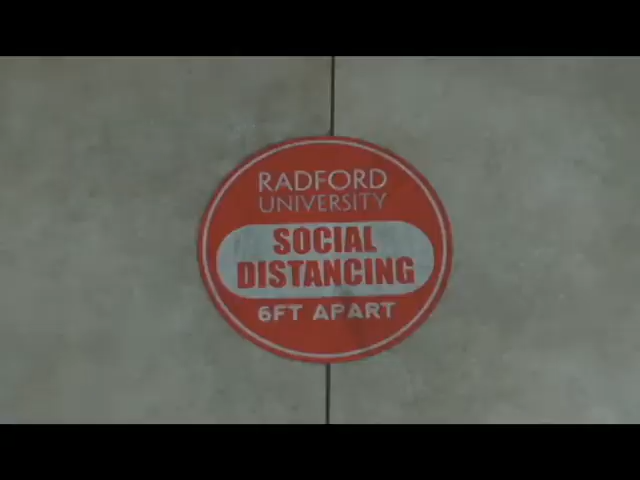 RADFORD
UNIVERSITY
SOCIAL
DISTANCING
6FT APART